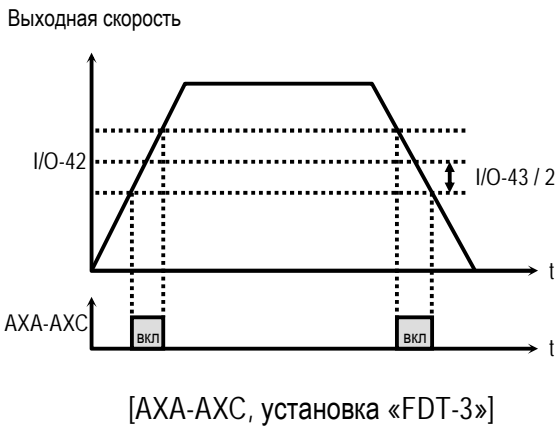 Выходная скорость
I/O-42
I/O-43 / 2
t
AXA-AXC
вкл
вкл
t
[AXA-AXC, установка «FDT-3»]